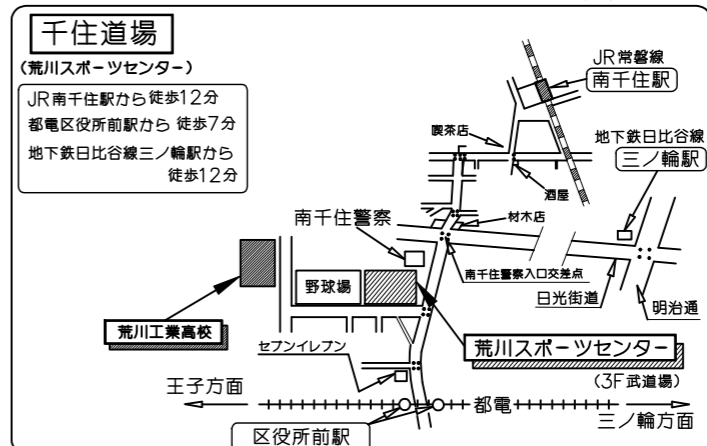 千住道場
(荒川スポーツセンター)
JR南千住駅から徒歩12分
都電区役所前駅から 徒歩7分
地下鉄日比谷線三ノ輪駅から
徒歩12分
JR常磐線
南千住駅
喫茶店
地下鉄日比谷線
三ノ輪駅
酒屋
材木店
南千住警察
南千住警察入口交差点
日光街道
明治通
野球場
荒川工業高校
セブンイレブン
荒川スポーツセンター
(3F武道場)
王子方面
都電
三ノ輪方面
区役所前駅